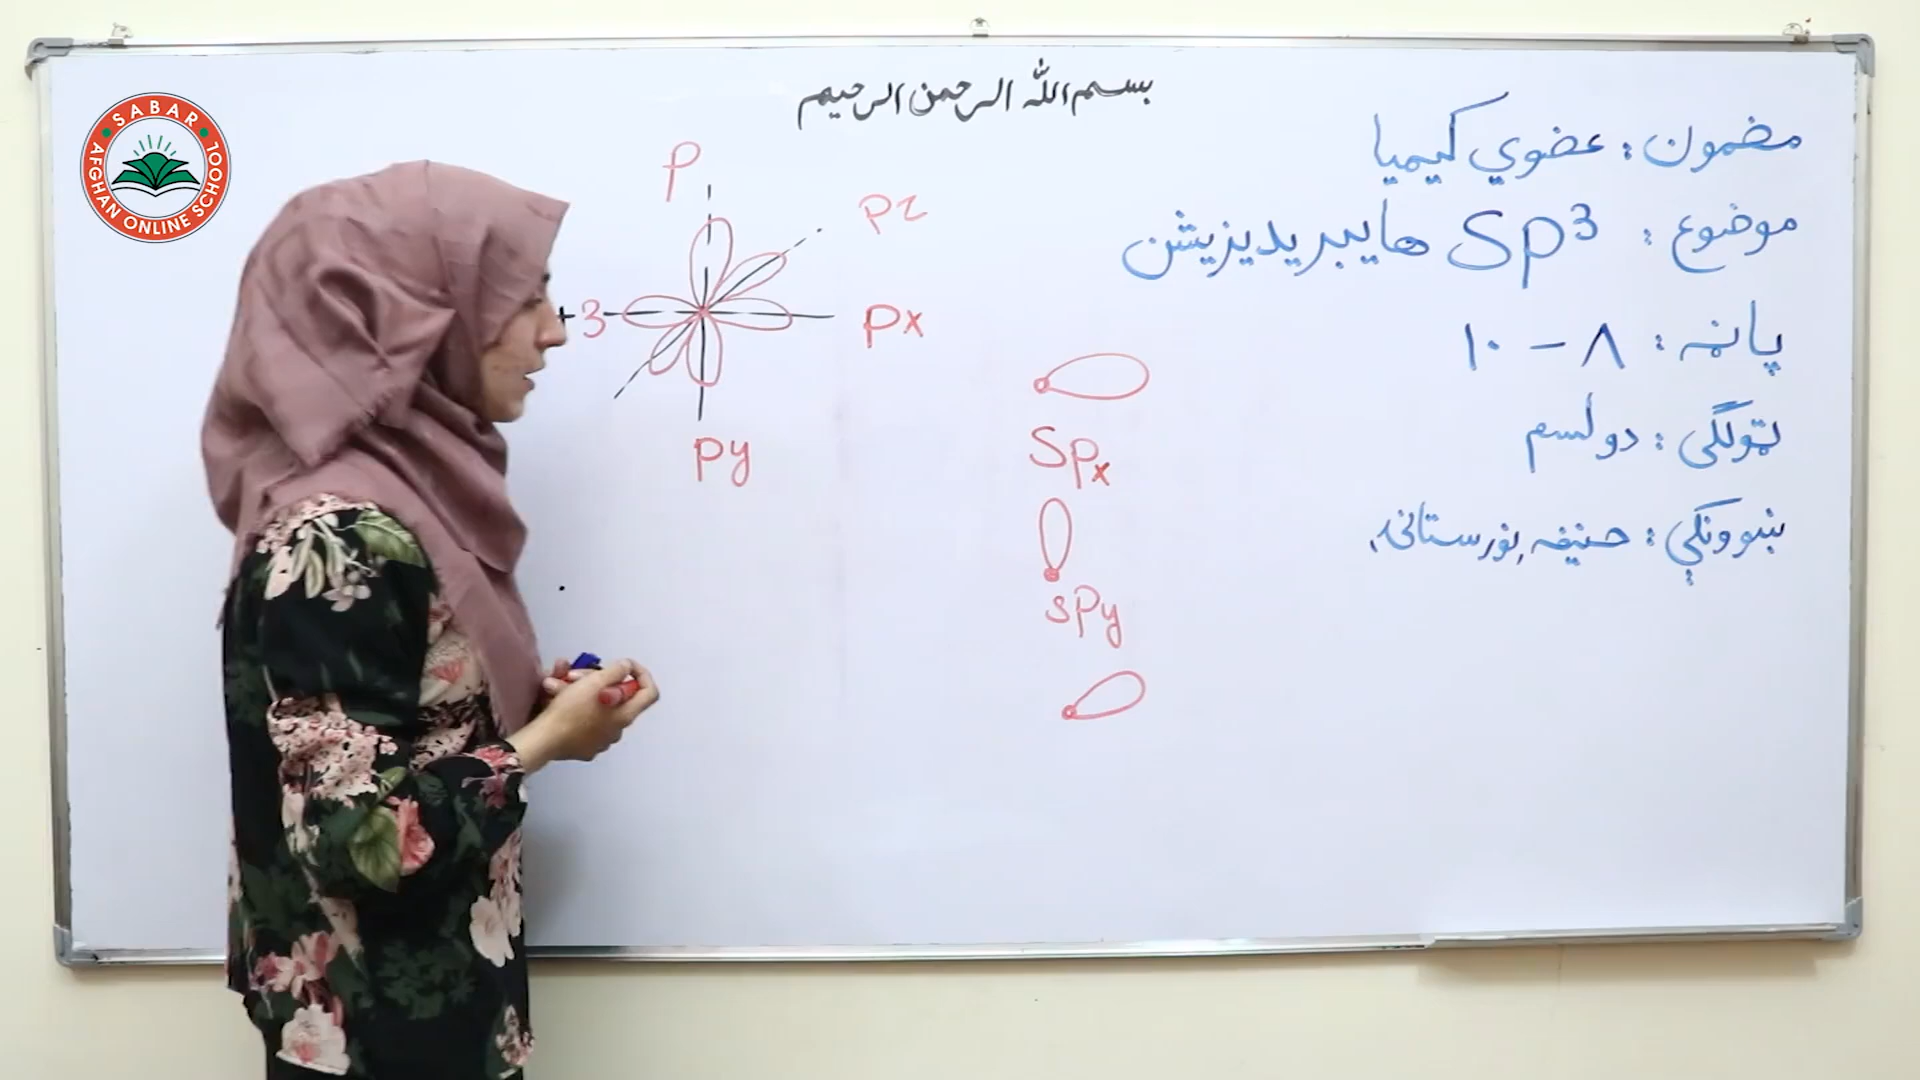 بسم الله الرحمن الرحيم
مضمون: عضوي کیمیا
موضوع: Sp³ هایبریدیزیشن
پاڼه: ۸ - ۱۰
ټولګی: دولسم
ښوونکې: حنیفه نورستانۍ
P
Pz
+3
Px
Py
Spx
spy
SABAR
AFGHAN ONLINE SCHOOL